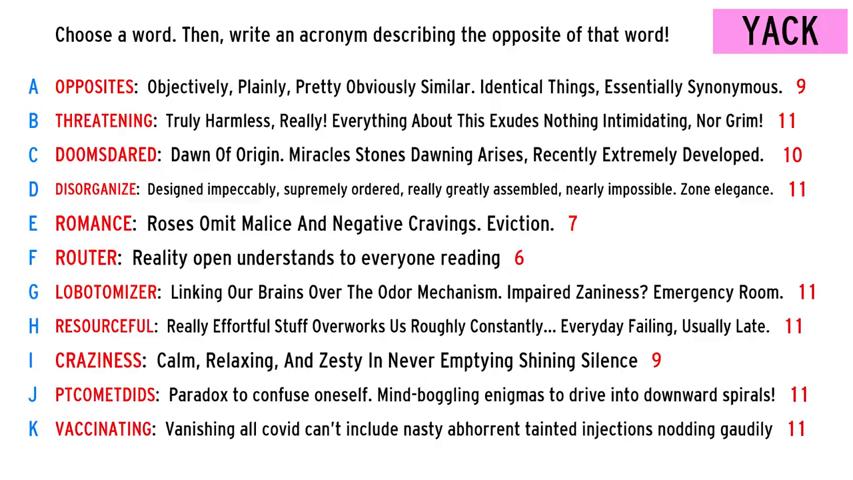 Choose a word. Then, write an acronym describing the opposite of that word!
YACK
A OPPOSITES: Objectively, Plainly, Pretty Obviously Similar. Identical Things, Essentially Synonymous. 9
B THREATENING: Truly Harmless, Really! Everything About This Exudes Nothing Intimidating, Nor Grim! 11
C DOOMSDARED: Dawn Of Origin. Miracles Stones Dawning Arises, Recently Extremely Developed. 10
D DISORGANIZE: Designed impeccably, supremely ordered, really greatly assembled, nearly impossible. Zone elegance. 11
E ROMANCE: Roses Omit Malice And Negative Cravings. Eviction. 7
F ROUTER: Reality open understands to everyone reading 6
G LOBOTOMIZER: Linking Our Brains Over The Odor Mechanism. Impaired Zaniness? Emergency Room. 11
H RESOURCEFUL: Really Effortful Stuff Overworks Us Roughly Constantly... Everyday Failing, Usually Late. 11
I CRAZINESS: Calm, Relaxing, And Zesty In Never Emptying Shining Silence 9
J PTCOMETDIDS: Paradox to confuse oneself. Mind-boggling enigmas to drive into downward spirals! 11
K VACCINATING: Vanishing all covid can't include nasty abhorrent tainted injections nodding gaudily 11